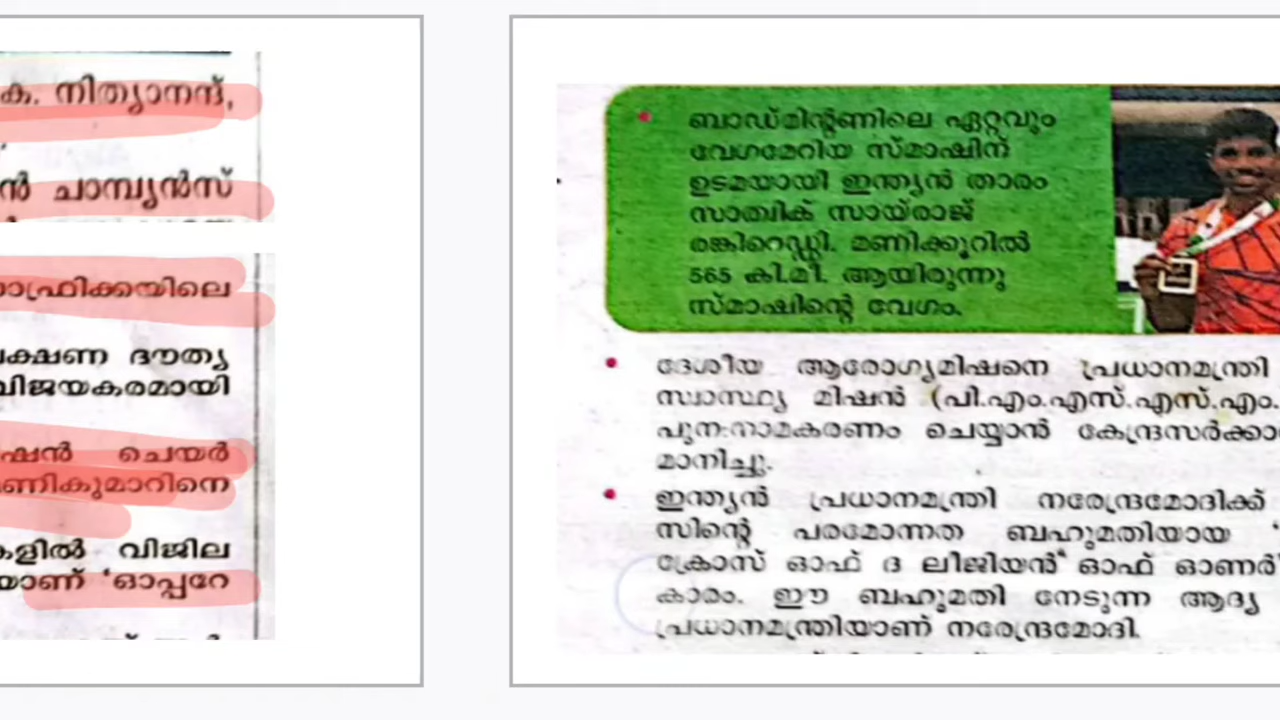 നിത്യാനന്ദ്,
ൻ ചാമ്പ്യൻസ്
ാഫ്രിക്കയിലെ
ക്ഷണ ദൗത്യ
വിജയകരമായി
ഷൻ ചെയർ
മണികുമാറിനെ
കളിൽ വിജില
യാണ് 'ഓപ്പറേ
• ബാഡ്മിന്റണിലെ ഏറ്റവും
വേഗമേറിയ സ്മാഷിന്
ഉടമയായി ഇന്ത്യൻ താരം
സാത്വിക് സായ്‌രാജ്
രങ്കിറെഡ്ഡി. മണിക്കൂറിൽ
565 കി.മീ. ആയിരുന്നു
സ്മാഷിന്റെ വേഗം.
• ദേശീയ ആരോഗ്യമിഷനെ പ്രധാനമന്ത്രി
സ്വാസ്ഥ്യ മിഷൻ (പി.എം.എസ്.എസ്.എം.
പുനഃനാമകരണം ചെയ്യാൻ കേന്ദ്രസർക്കാ
മാനിച്ചു.
• ഇന്ത്യൻ പ്രധാനമന്ത്രി നരേന്ദ്രമോദിക്ക്
സിന്റെ പരമോന്നത ബഹുമതിയായ '
ക്രോസ് ഓഫ് ദ ലീജിയൻ ഓഫ് ഓണർ'
കാരം. ഈ ബഹുമതി നേടുന്ന ആദ്യ
പ്രധാനമന്ത്രിയാണ് നരേന്ദ്രമോദി.